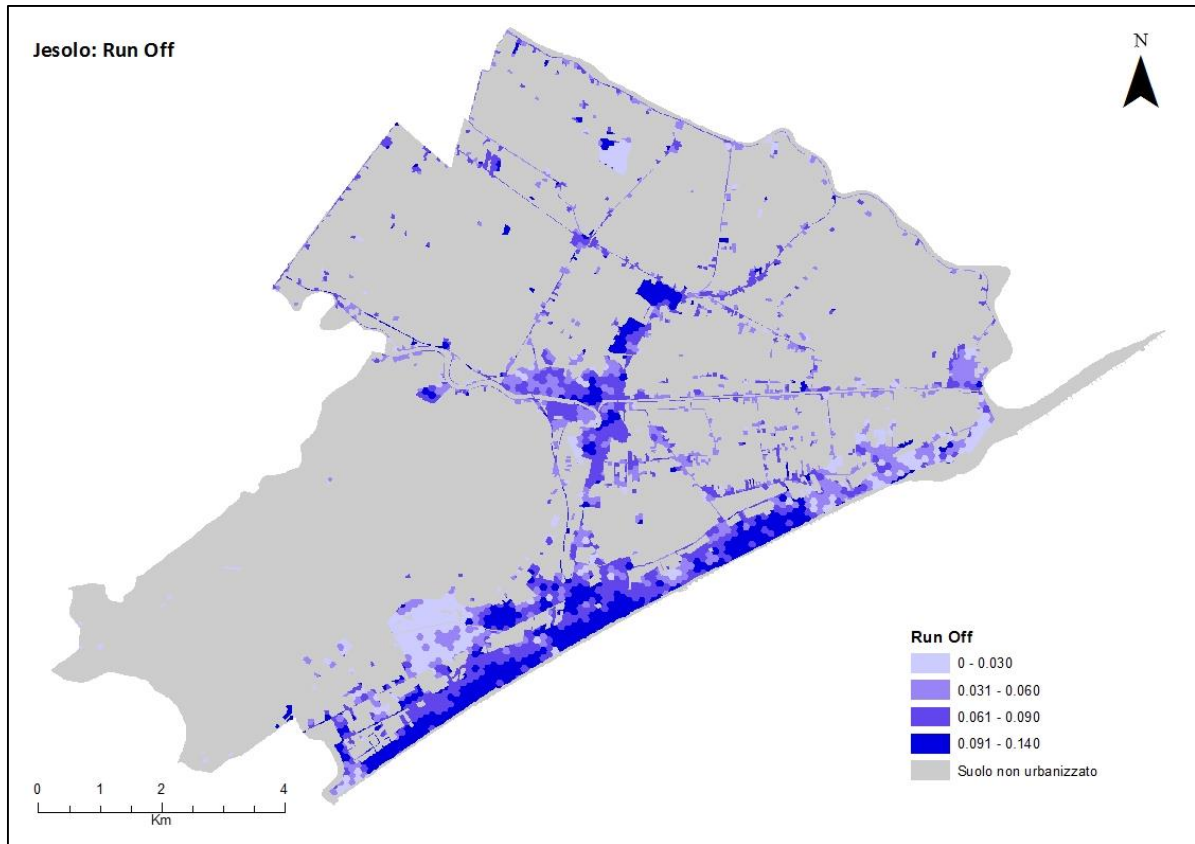 Jesolo: Run Off
N
Run Off
0 - 0.030
0.031 - 0.060
0.061 - 0.090
0.091 - 0.140
Suolo non urbanizzato
0 1 2 4
Km